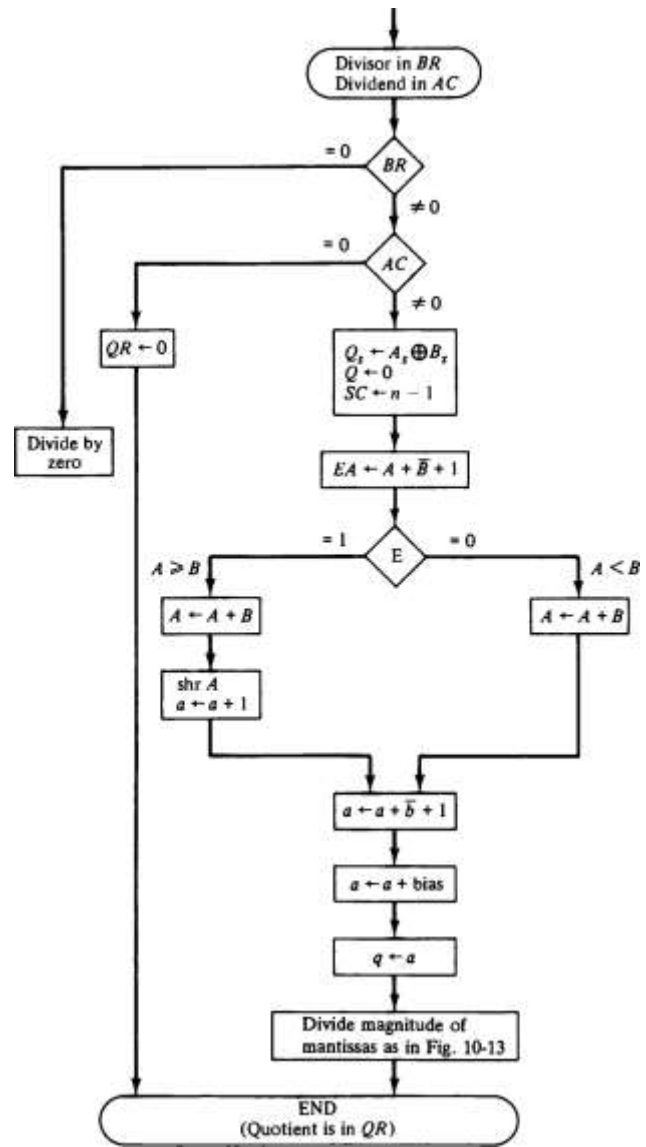 Divisor in BR
Dividend in AC
= 0
BR
≠ 0
= 0
AC
≠ 0
QR ← 0
Qₛ ← Aₛ ⊕ Bₛ
Q ← 0
SC ← n − 1
Divide by
zero
EA ← A + B̅ + 1
= 1
E
= 0
A ⩾ B
A < B
A ← A + B
A ← A + B
shr A
a ← a + 1
a ← a + b̅ + 1
a ← a + bias
q ← a
Divide magnitude of
mantissas as in Fig. 10-13
END
(Quotient is in QR)